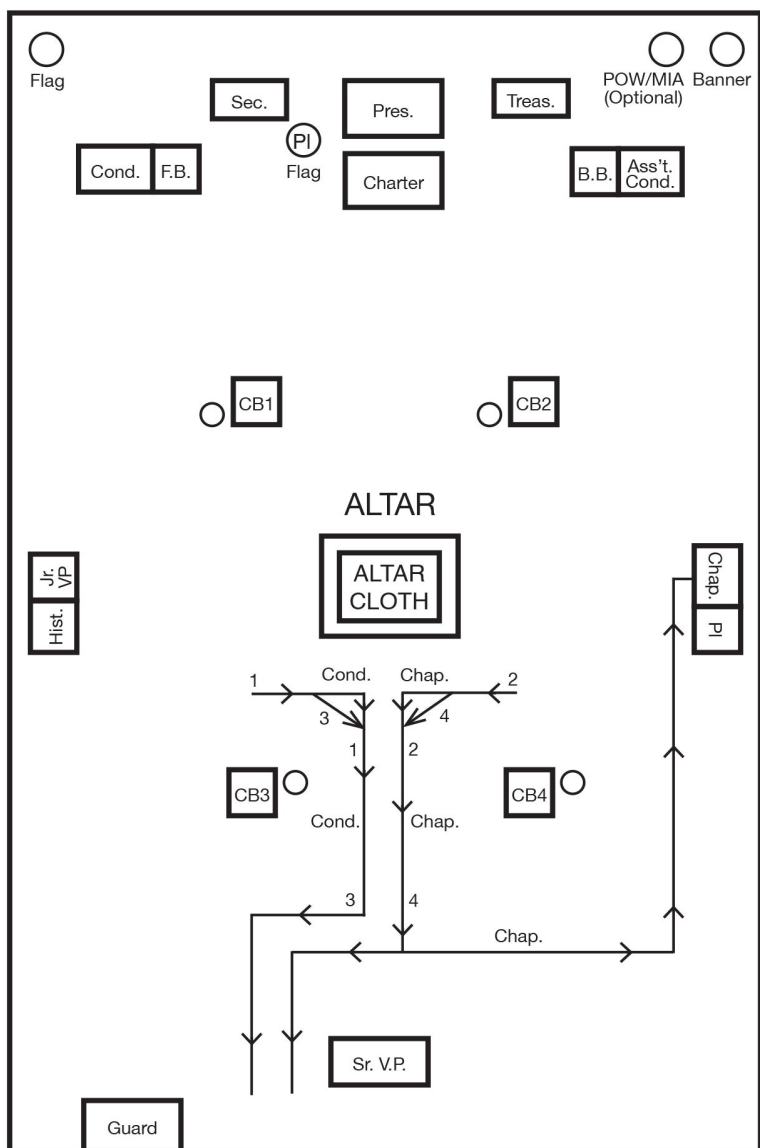 Flag
POW/MIA
(Optional)
Banner
Sec.
Pres.
Treas.
PI
Flag
Cond.
F.B.
Charter
B.B.
Ass't.
Cond.
CB1
CB2
ALTAR
ALTAR
CLOTH
Jr.
VP
Hist.
Chap.
PI
1
Cond.
Chap.
2
3
4
1
2
CB3
CB4
Cond.
Chap.
3
4
Chap.
Sr. V.P.
Guard